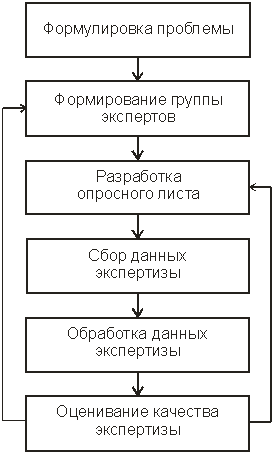 Формулировка проблемы
Формирование группы
экспертов
Разработка
опросного листа
Сбор данных
экспертизы
Обработка данных
экспертизы
Оценивание качества
экспертизы